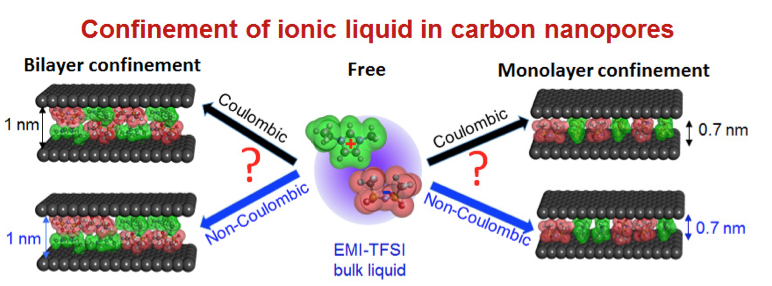 Confinement of ionic liquid in carbon nanopores
Bilayer confinement
Free
Monolayer confinement
1 nm
Coulombic
?
Non-Coulombic
1 nm
+
-
EMI-TFSI
bulk liquid
Coulombic
?
Non-Coulombic
0.7 nm
0.7 nm